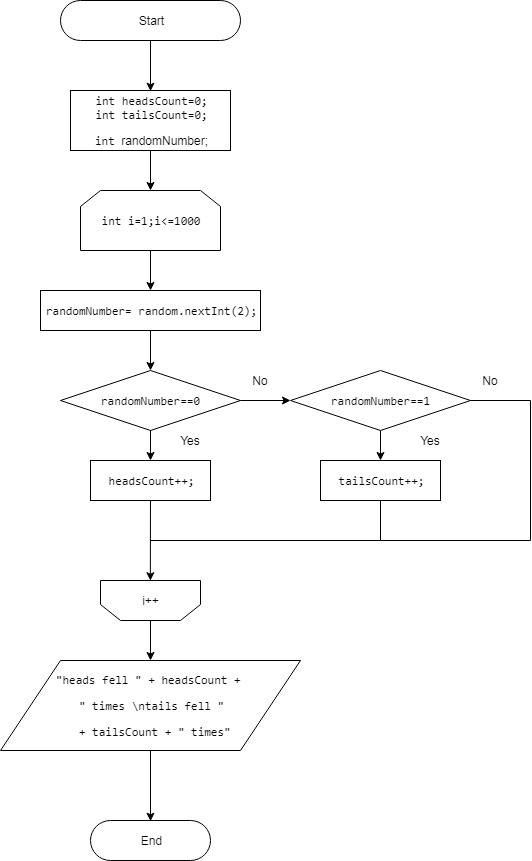 Start
int headsCount=0;
int tailsCount=0;
int randomNumber;
int i=1;i<=1000
randomNumber= random.nextInt(2);
randomNumber==0
No
randomNumber==1
No
Yes
Yes
headsCount++;
tailsCount++;
i++
"heads fell " + headsCount +
" times \ntails fell "
+ tailsCount + " times"
End